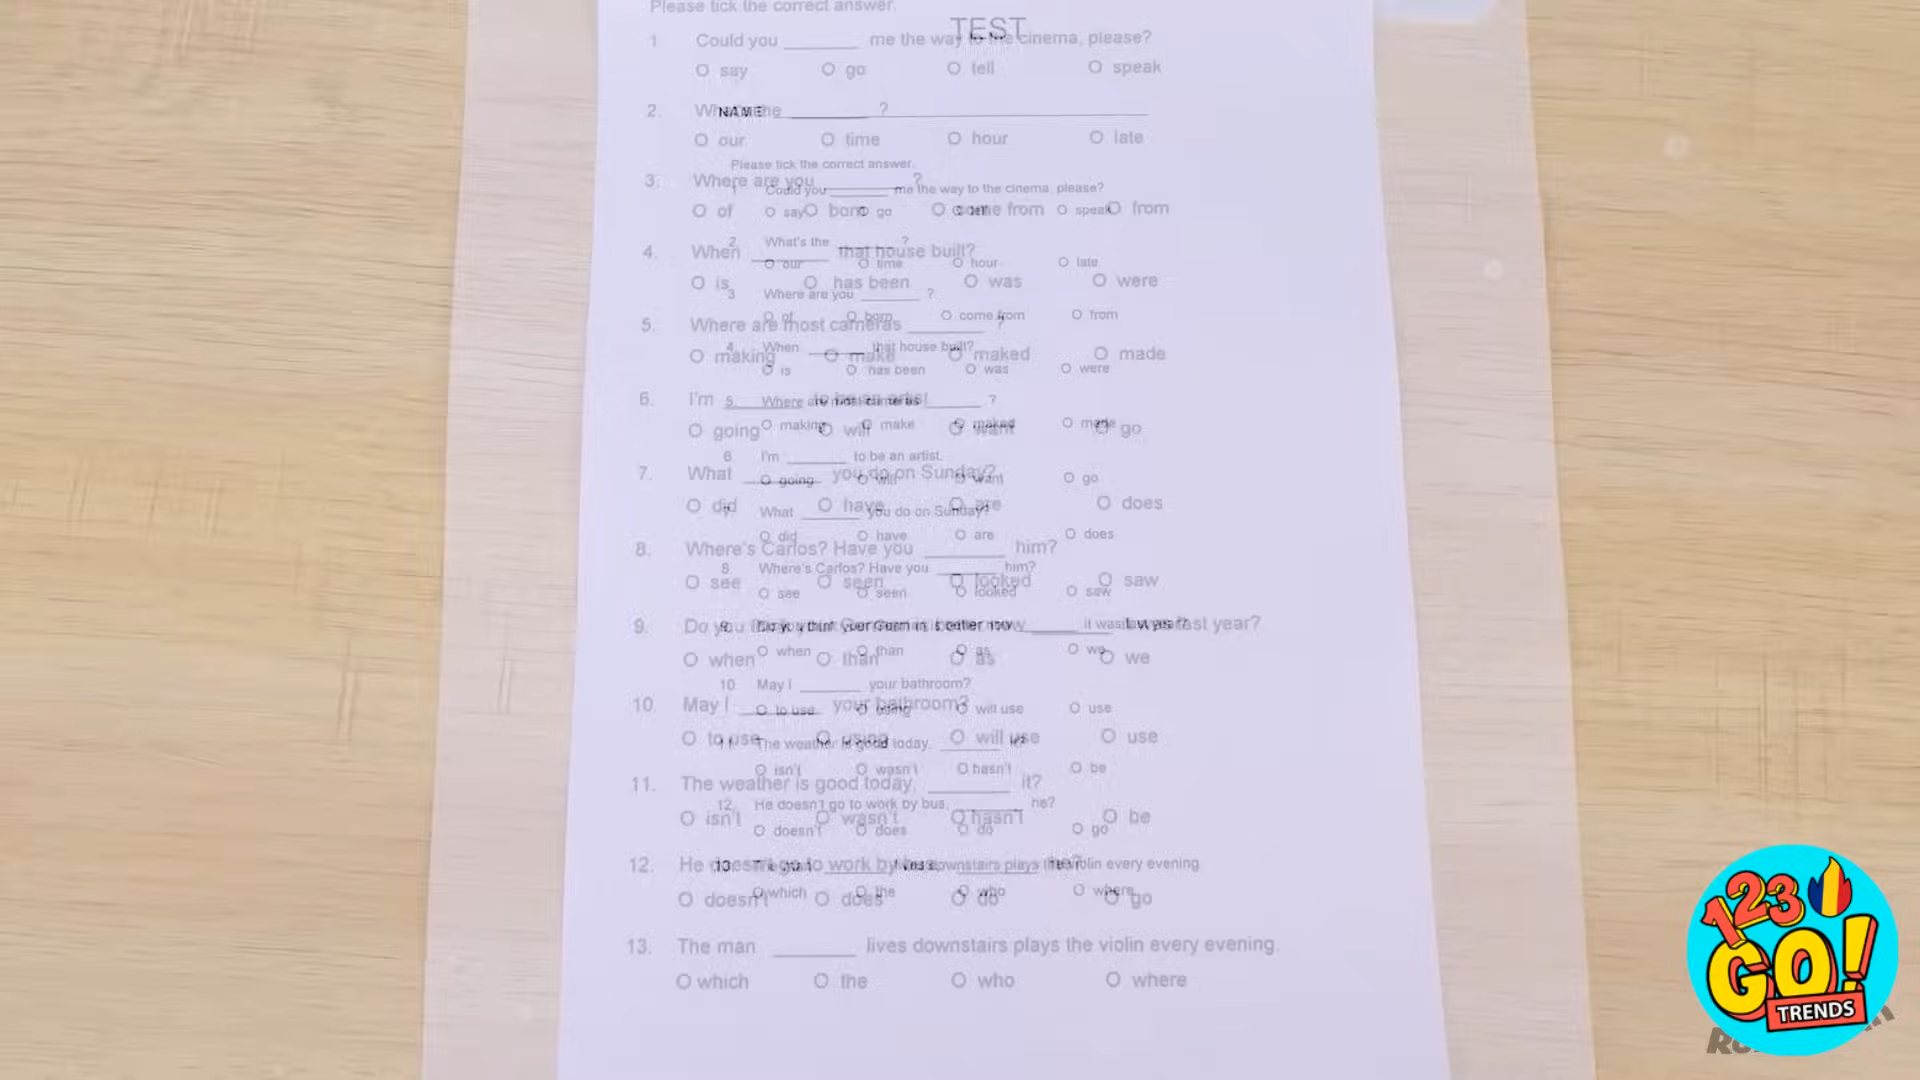 TEST
NAME
Please tick the correct answer.
1 Could you ________ me the way to the cinema, please?
O say O go O tell O speak
2. What's the ________ ?
O our O time O hour O late
3. Where are you ________ ?
O of O born O come from O from
4. When ________ that house built?
O is O has been O was O were
5. Where are most cameras ________ ?
O making O make O maked O made
6. I'm ________ to be an artist.
O going O will O want O go
7. What ________ you do on Sunday?
O did O have O are O does
8. Where's Carlos? Have you ________ him?
O see O seen O looked O saw
9. Do you think your German is better now ________ it was last year?
O when O than O as O we
10. May I ________ your bathroom?
O to use O using O will use O use
11. The weather is good today, ________ it?
O isn't O wasn't O hasn't O be
12. He doesn't go to work by bus, ________ he?
O doesn't O does O do O go
13. The man ________ lives downstairs plays the violin every evening.
O which O the O who O where
123
GO!
TRENDS